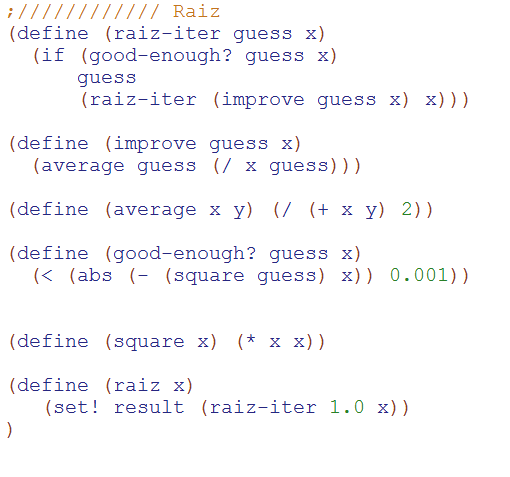 ;//////////// Raiz
(define (raiz-iter guess x)
  (if (good-enough? guess x)
      guess
      (raiz-iter (improve guess x) x)))

(define (improve guess x)
  (average guess (/ x guess)))

(define (average x y) (/ (+ x y) 2))

(define (good-enough? guess x)
  (< (abs (- (square guess) x)) 0.001))


(define (square x) (* x x))

(define (raiz x)
   (set! result (raiz-iter 1.0 x))
)